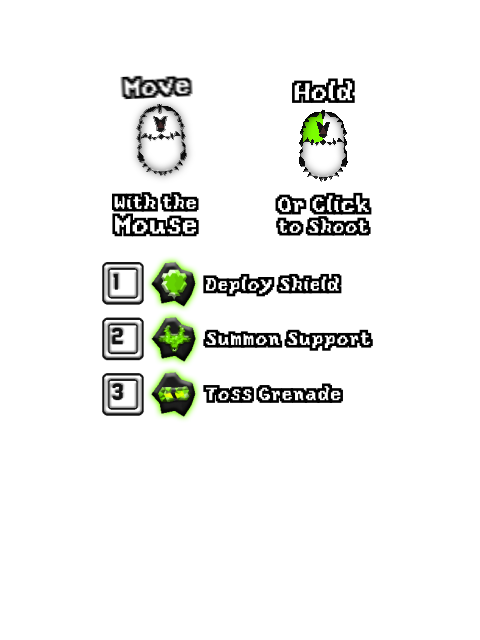 Move
Hold
With the
Mouse
Or Click
to Shoot
1 Deploy Shield
2 Summon Support
3 Toss Grenade